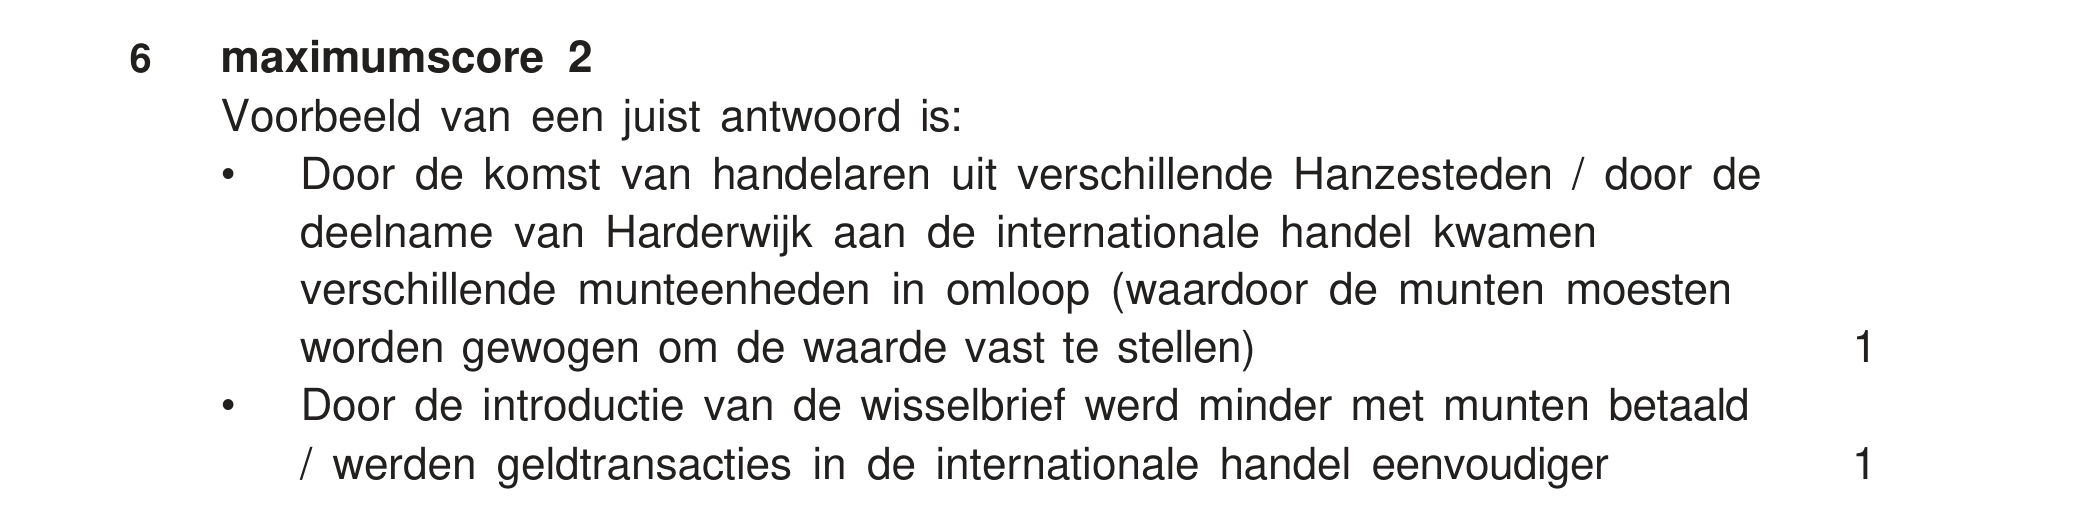 6 maximumscore 2
Voorbeeld van een juist antwoord is:
• Door de komst van handelaren uit verschillende Hanzesteden / door de
deelname van Harderwijk aan de internationale handel kwamen
verschillende munteenheden in omloop (waardoor de munten moesten
worden gewogen om de waarde vast te stellen) 1
• Door de introductie van de wisselbrief werd minder met munten betaald
/ werden geldtransacties in de internationale handel eenvoudiger 1